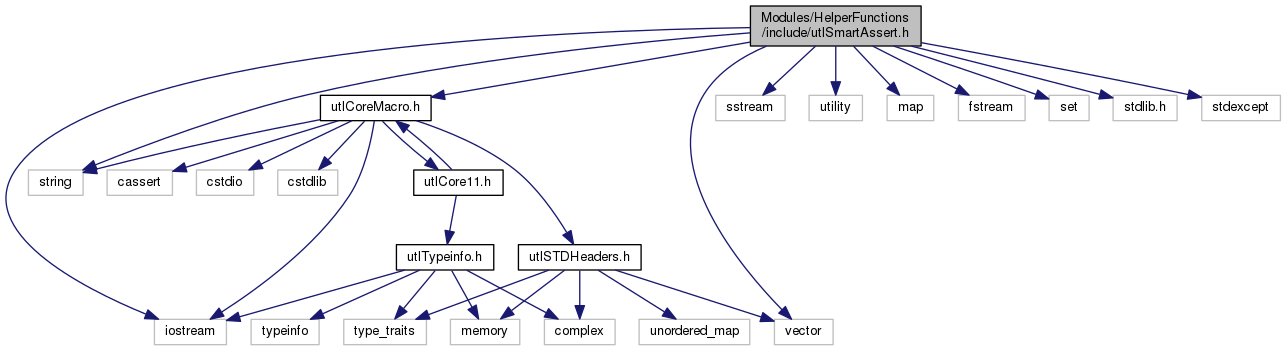 Modules/HelperFunctions
/include/utlSmartAssert.h
utlCoreMacro.h
sstream
utility
map
fstream
set
stdlib.h
stdexcept
string
cassert
cstdio
cstdlib
utlCore11.h
utlTypeinfo.h
utlSTDHeaders.h
iostream
typeinfo
type_traits
memory
complex
unordered_map
vector